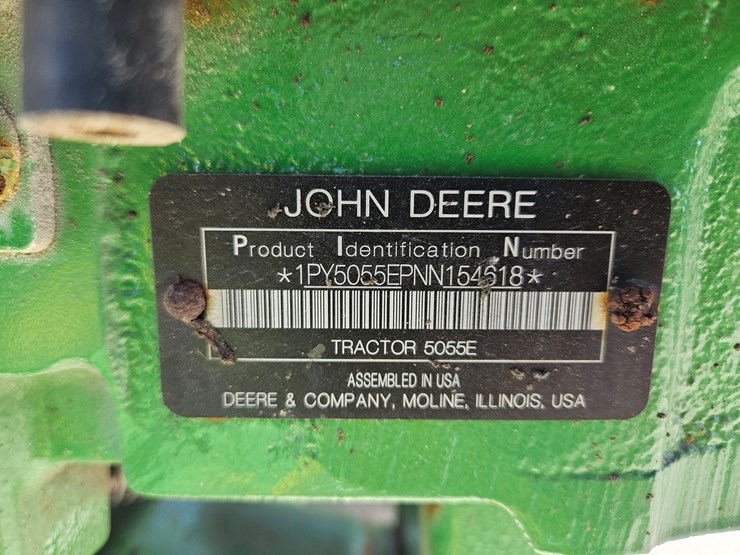 JOHN DEERE
Product Identification Number
*1PY5055EPNN154618*
TRACTOR 5055E
ASSEMBLED IN USA
DEERE & COMPANY, MOLINE, ILLINOIS, USA